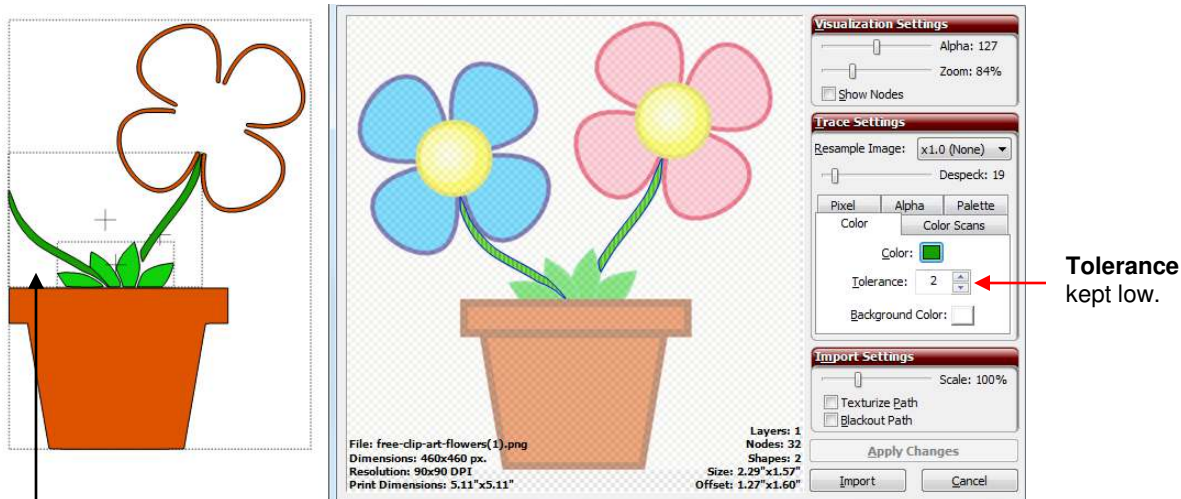 Visualization Settings
Alpha: 127
Zoom: 84%
Show Nodes
Trace Settings
Resample Image: x1.0 (None)
Despeck: 19
Pixel Alpha Palette
Color Color Scans
Color:
Tolerance: 2
Background Color:
Import Settings
Scale: 100%
Texturize Path
Blackout Path
Apply Changes
Import Cancel
File: free-clip-art-flowers(1).png
Dimensions: 460x460 px.
Resolution: 90x90 DPI
Print Dimensions: 5.11"x5.11"
Layers: 1
Nodes: 32
Shapes: 2
Size: 2.29"x1.57"
Offset: 1.27"x1.60"
Tolerance
kept low.